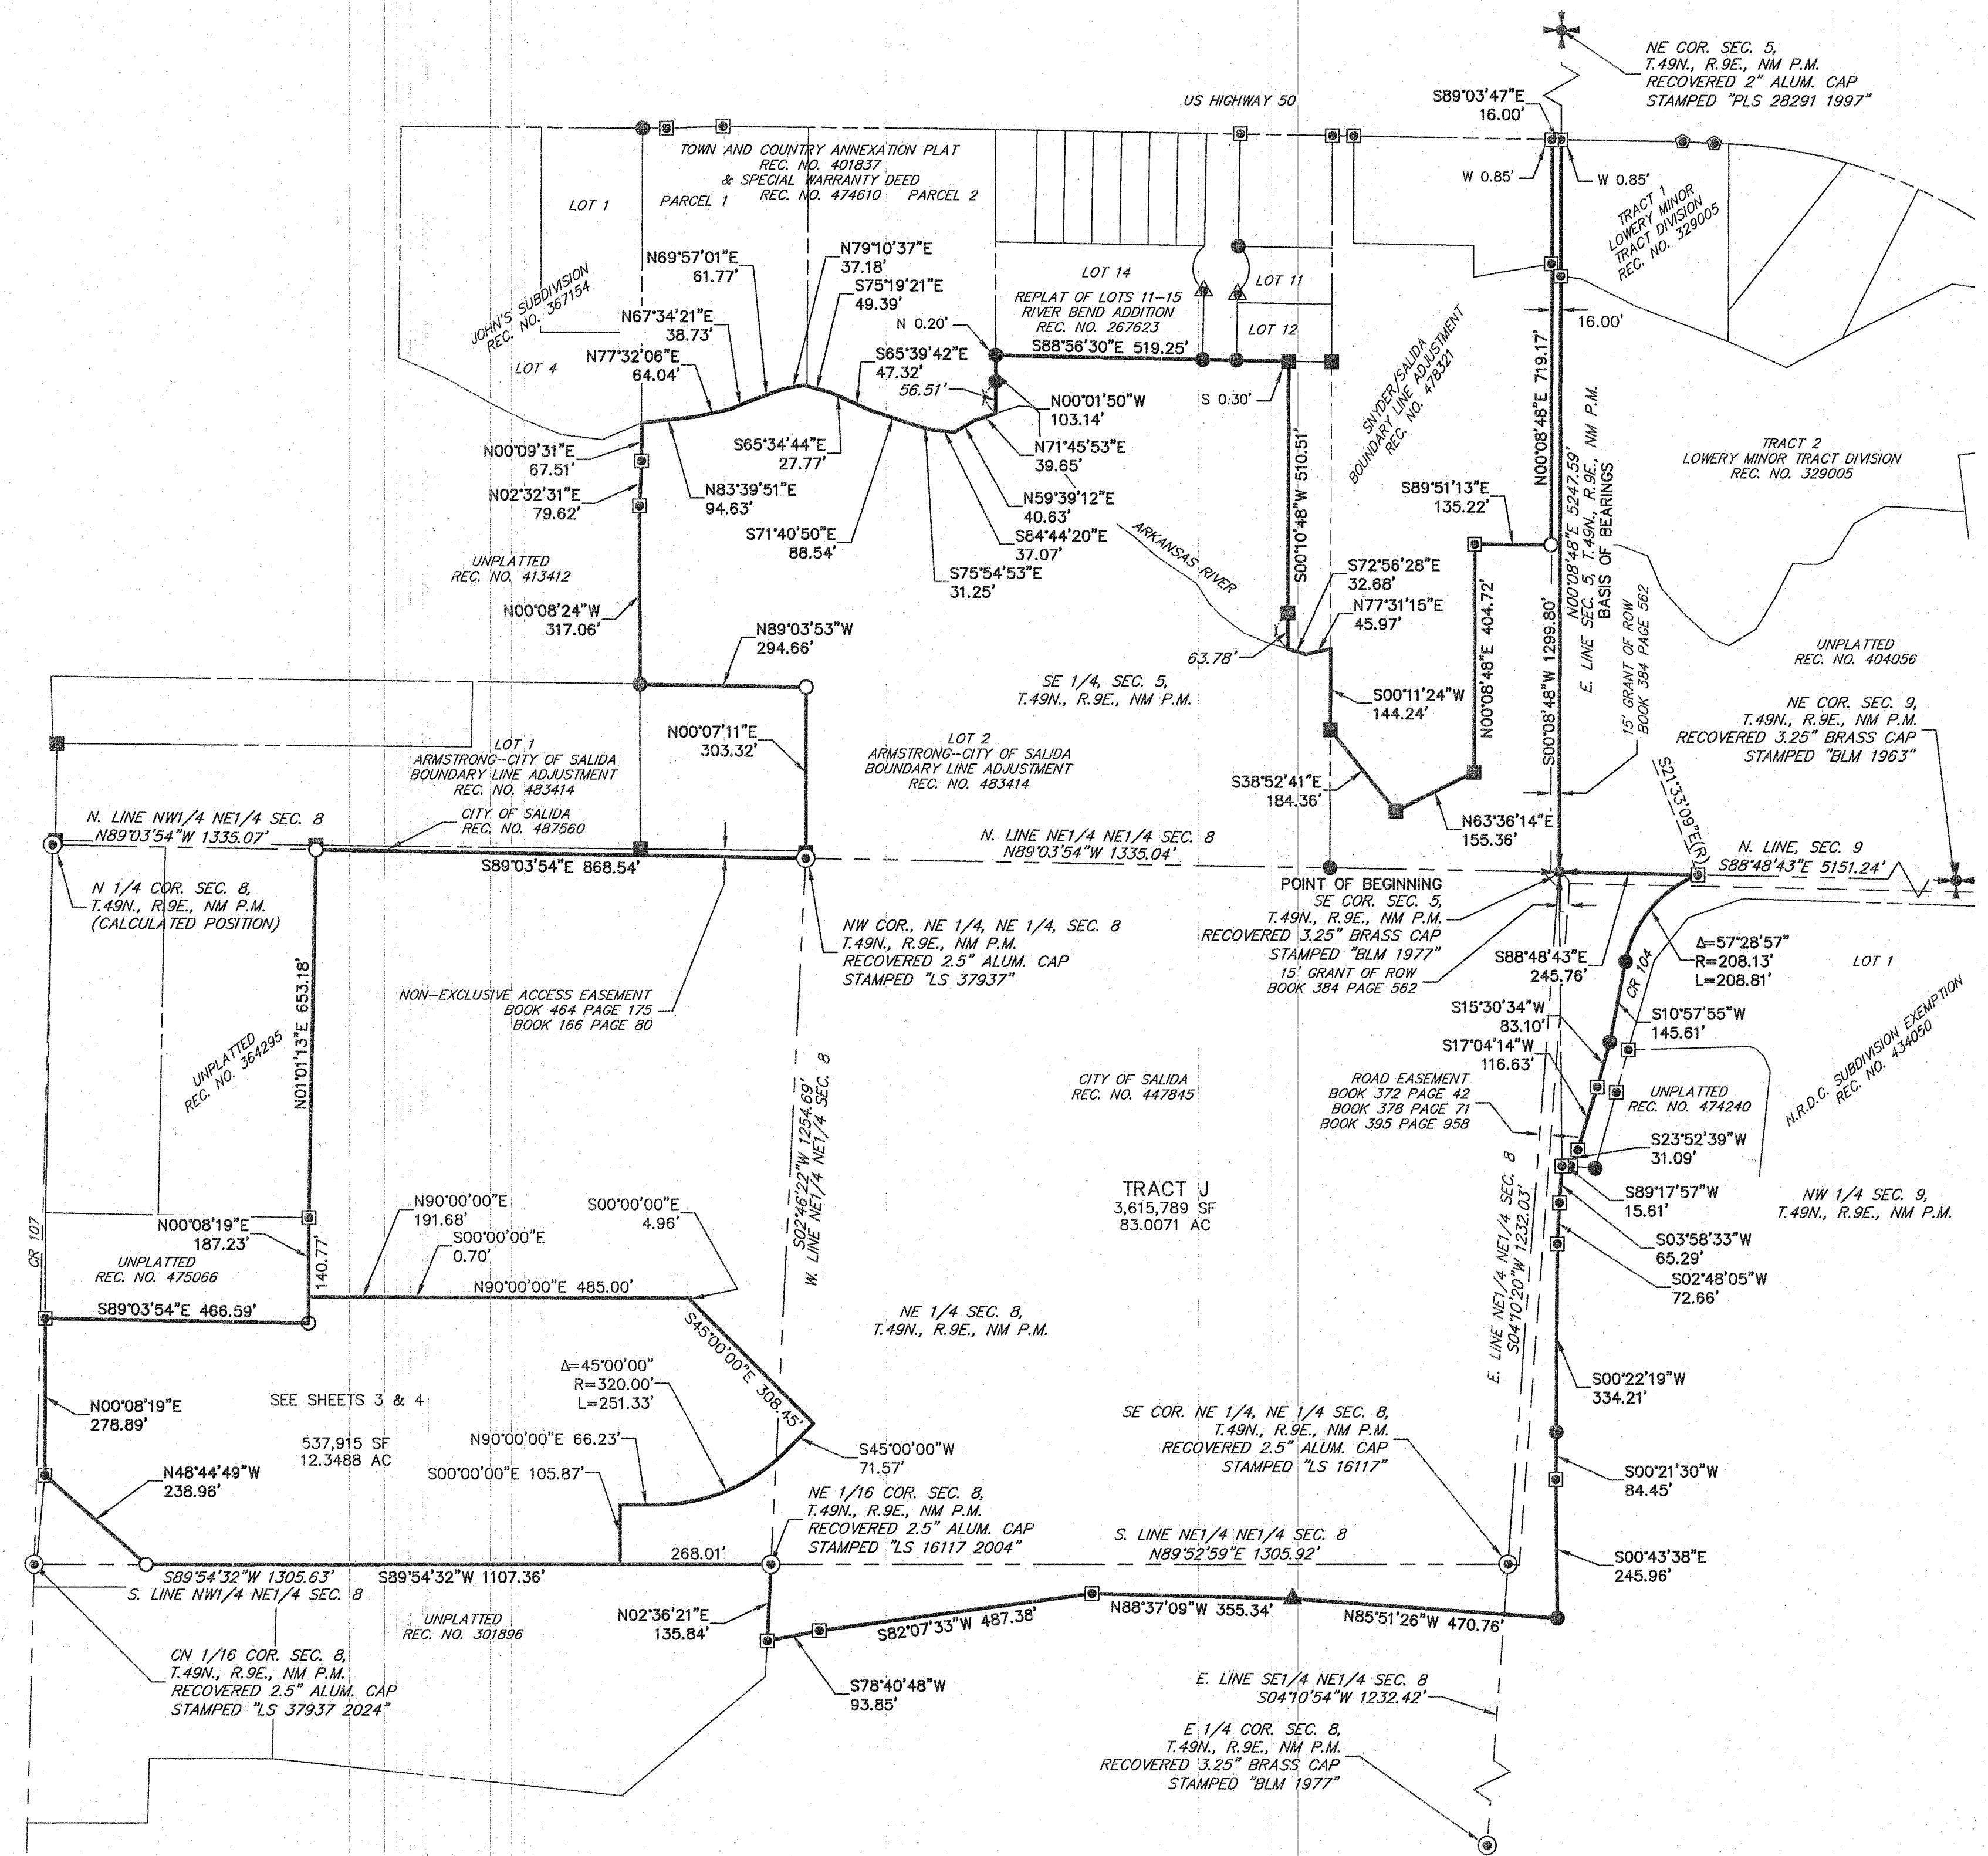 NE COR. SEC. 5,
T.49N., R.9E., NM P.M.
RECOVERED 2" ALUM. CAP
STAMPED "PLS 28291 1997"
US HIGHWAY 50
S89°03'47"E
16.00'
W 0.85'
W 0.85'
TRACT 1
LOWERY MINOR
TRACT DIVISION
REC. NO. 329005
TOWN AND COUNTRY ANNEXATION PLAT
REC. NO. 401837
& SPECIAL WARRANTY DEED
REC. NO. 474610
PARCEL 1
PARCEL 2
LOT 1
JOHN'S SUBDIVISION
REC. NO. 367154
LOT 4
N69°57'01"E
61.77'
N79°10'37"E
37.18'
S75°19'21"E
49.39'
N67°34'21"E
38.73'
N77°32'06"E
64.04'
N 0.20'
S65°39'42"E
47.32'
56.51'
LOT 14
REPLAT OF LOTS 11-15
RIVER BEND ADDITION
REC. NO. 267623
S88°56'30"E 519.25'
LOT 11
LOT 12
S 0.30'
SNYDER/SALIDA
BOUNDARY LINE ADJUSTMENT
REC. NO. 478321
16.00'
N00°08'48"E 719.17'
N00°08'48"E 5247.59'
E. LINE SEC. 5, T.49N., R.9E., NM P.M.
BASIS OF BEARINGS
TRACT 2
LOWERY MINOR TRACT DIVISION
REC. NO. 329005
N00°09'31"E
67.51'
N02°32'31"E
79.62'
N83°39'51"E
94.63'
S65°34'44"E
27.77'
S71°40'50"E
88.54'
N00°01'50"W
103.14'
N71°45'53"E
39.65'
N59°39'12"E
40.63'
S84°44'20"E
37.07'
S75°54'53"E
31.25'
ARKANSAS RIVER
S00°10'48"W 510.51'
S89°51'13"E
135.22'
S72°56'28"E
32.68'
N77°31'15"E
45.97'
63.78'
UNPLATTED
REC. NO. 413412
N00°08'24"W
317.06'
N89°03'53"W
294.66'
SE 1/4, SEC. 5,
T.49N., R.9E., NM P.M.
S00°11'24"W
144.24'
N00°08'48"E 404.72'
S00°08'48"W 1299.80'
15' GRANT OF ROW
BOOK 384 PAGE 562
UNPLATTED
REC. NO. 404056
NE COR. SEC. 9,
T.49N., R.9E., NM P.M.
RECOVERED 3.25" BRASS CAP
STAMPED "BLM 1963"
N00°07'11"E
303.32'
LOT 1
ARMSTRONG-CITY OF SALIDA
BOUNDARY LINE ADJUSTMENT
REC. NO. 483414
LOT 2
ARMSTRONG-CITY OF SALIDA
BOUNDARY LINE ADJUSTMENT
REC. NO. 483414
S38°52'41"E
184.36'
N63°36'14"E
155.36'
S21°33'09"E(R)
N. LINE NW1/4 NE1/4 SEC. 8
N89°03'54"W 1335.07'
CITY OF SALIDA
REC. NO. 487560
S89°03'54"E 868.54'
N. LINE NE1/4 NE1/4 SEC. 8
N89°03'54"W 1335.04'
N. LINE, SEC. 9
S88°48'43"E 5151.24'
N 1/4 COR. SEC. 8,
T.49N., R.9E., NM P.M.
(CALCULATED POSITION)
NW COR., NE 1/4, NE 1/4, SEC. 8
T.49N., R.9E., NM P.M.
RECOVERED 2.5" ALUM. CAP
STAMPED "LS 37937"
POINT OF BEGINNING
SE COR. SEC. 5,
T.49N., R.9E., NM P.M.
RECOVERED 3.25" BRASS CAP
STAMPED "BLM 1977"
15' GRANT OF ROW
BOOK 384 PAGE 562
S88°48'43"E
245.76'
Δ=57°28'57"
R=208.13'
L=208.81'
CR 104
LOT 1
N.R.D.C. SUBDIVISION EXEMPTION
REC. NO. 434050
N01°01'13"E 653.18'
NON-EXCLUSIVE ACCESS EASEMENT
BOOK 464 PAGE 175
BOOK 166 PAGE 80
UNPLATTED
REC. NO. 364295
S02°46'22"W 1254.69'
W. LINE NE1/4 NE1/4 SEC. 8
CITY OF SALIDA
REC. NO. 447845
S15°30'34"W
83.10'
S17°04'14"W
116.63'
S10°57'55"W
145.61'
ROAD EASEMENT
BOOK 372 PAGE 42
BOOK 378 PAGE 71
BOOK 395 PAGE 958
UNPLATTED
REC. NO. 474240
S23°52'39"W
31.09'
S89°17'57"W
15.61'
NW 1/4 SEC. 9,
T.49N., R.9E., NM P.M.
S03°58'33"W
65.29'
S02°48'05"W
72.66'
TRACT J
3,615,789 SF
83.0071 AC
N00°08'19"E
187.23'
140.77'
N90°00'00"E
191.68'
S00°00'00"E
0.70'
S00°00'00"E
4.96'
N90°00'00"E 485.00'
CR 107
UNPLATTED
REC. NO. 475066
S89°03'54"E 466.59'
NE 1/4 SEC. 8,
T.49N., R.9E., NM P.M.
E. LINE NE1/4 NE1/4 SEC. 8
S04°10'20"W 1232.03'
S45°00'00"E 308.45'
Δ=45°00'00"
R=320.00'
L=251.33'
N00°08'19"E
278.89'
SEE SHEETS 3 & 4
537,915 SF
12.3488 AC
N90°00'00"E 66.23'
S00°00'00"E 105.87'
S45°00'00"W
71.57'
S00°22'19"W
334.21'
SE COR. NE 1/4, NE 1/4 SEC. 8,
T.49N., R.9E., NM P.M.
RECOVERED 2.5" ALUM. CAP
STAMPED "LS 16117"
N48°44'49"W
238.96'
NE 1/16 COR. SEC. 8,
T.49N., R.9E., NM P.M.
RECOVERED 2.5" ALUM. CAP
STAMPED "LS 16117 2004"
S00°21'30"W
84.45'
S. LINE NE1/4 NE1/4 SEC. 8
N89°52'59"E 1305.92'
268.01'
S89°54'32"W 1305.63'
S. LINE NW1/4 NE1/4 SEC. 8
S89°54'32"W 1107.36'
S00°43'38"E
245.96'
UNPLATTED
REC. NO. 301896
N02°36'21"E
135.84'
S82°07'33"W 487.38'
N88°37'09"W 355.34'
N85°51'26"W 470.76'
S78°40'48"W
93.85'
CN 1/16 COR. SEC. 8,
T.49N., R.9E., NM P.M.
RECOVERED 2.5" ALUM. CAP
STAMPED "LS 37937 2024"
E. LINE SE1/4 NE1/4 SEC. 8
S04°10'54"W 1232.42'
E 1/4 COR. SEC. 8,
T.49N., R.9E., NM P.M.
RECOVERED 3.25" BRASS CAP
STAMPED "BLM 1977"